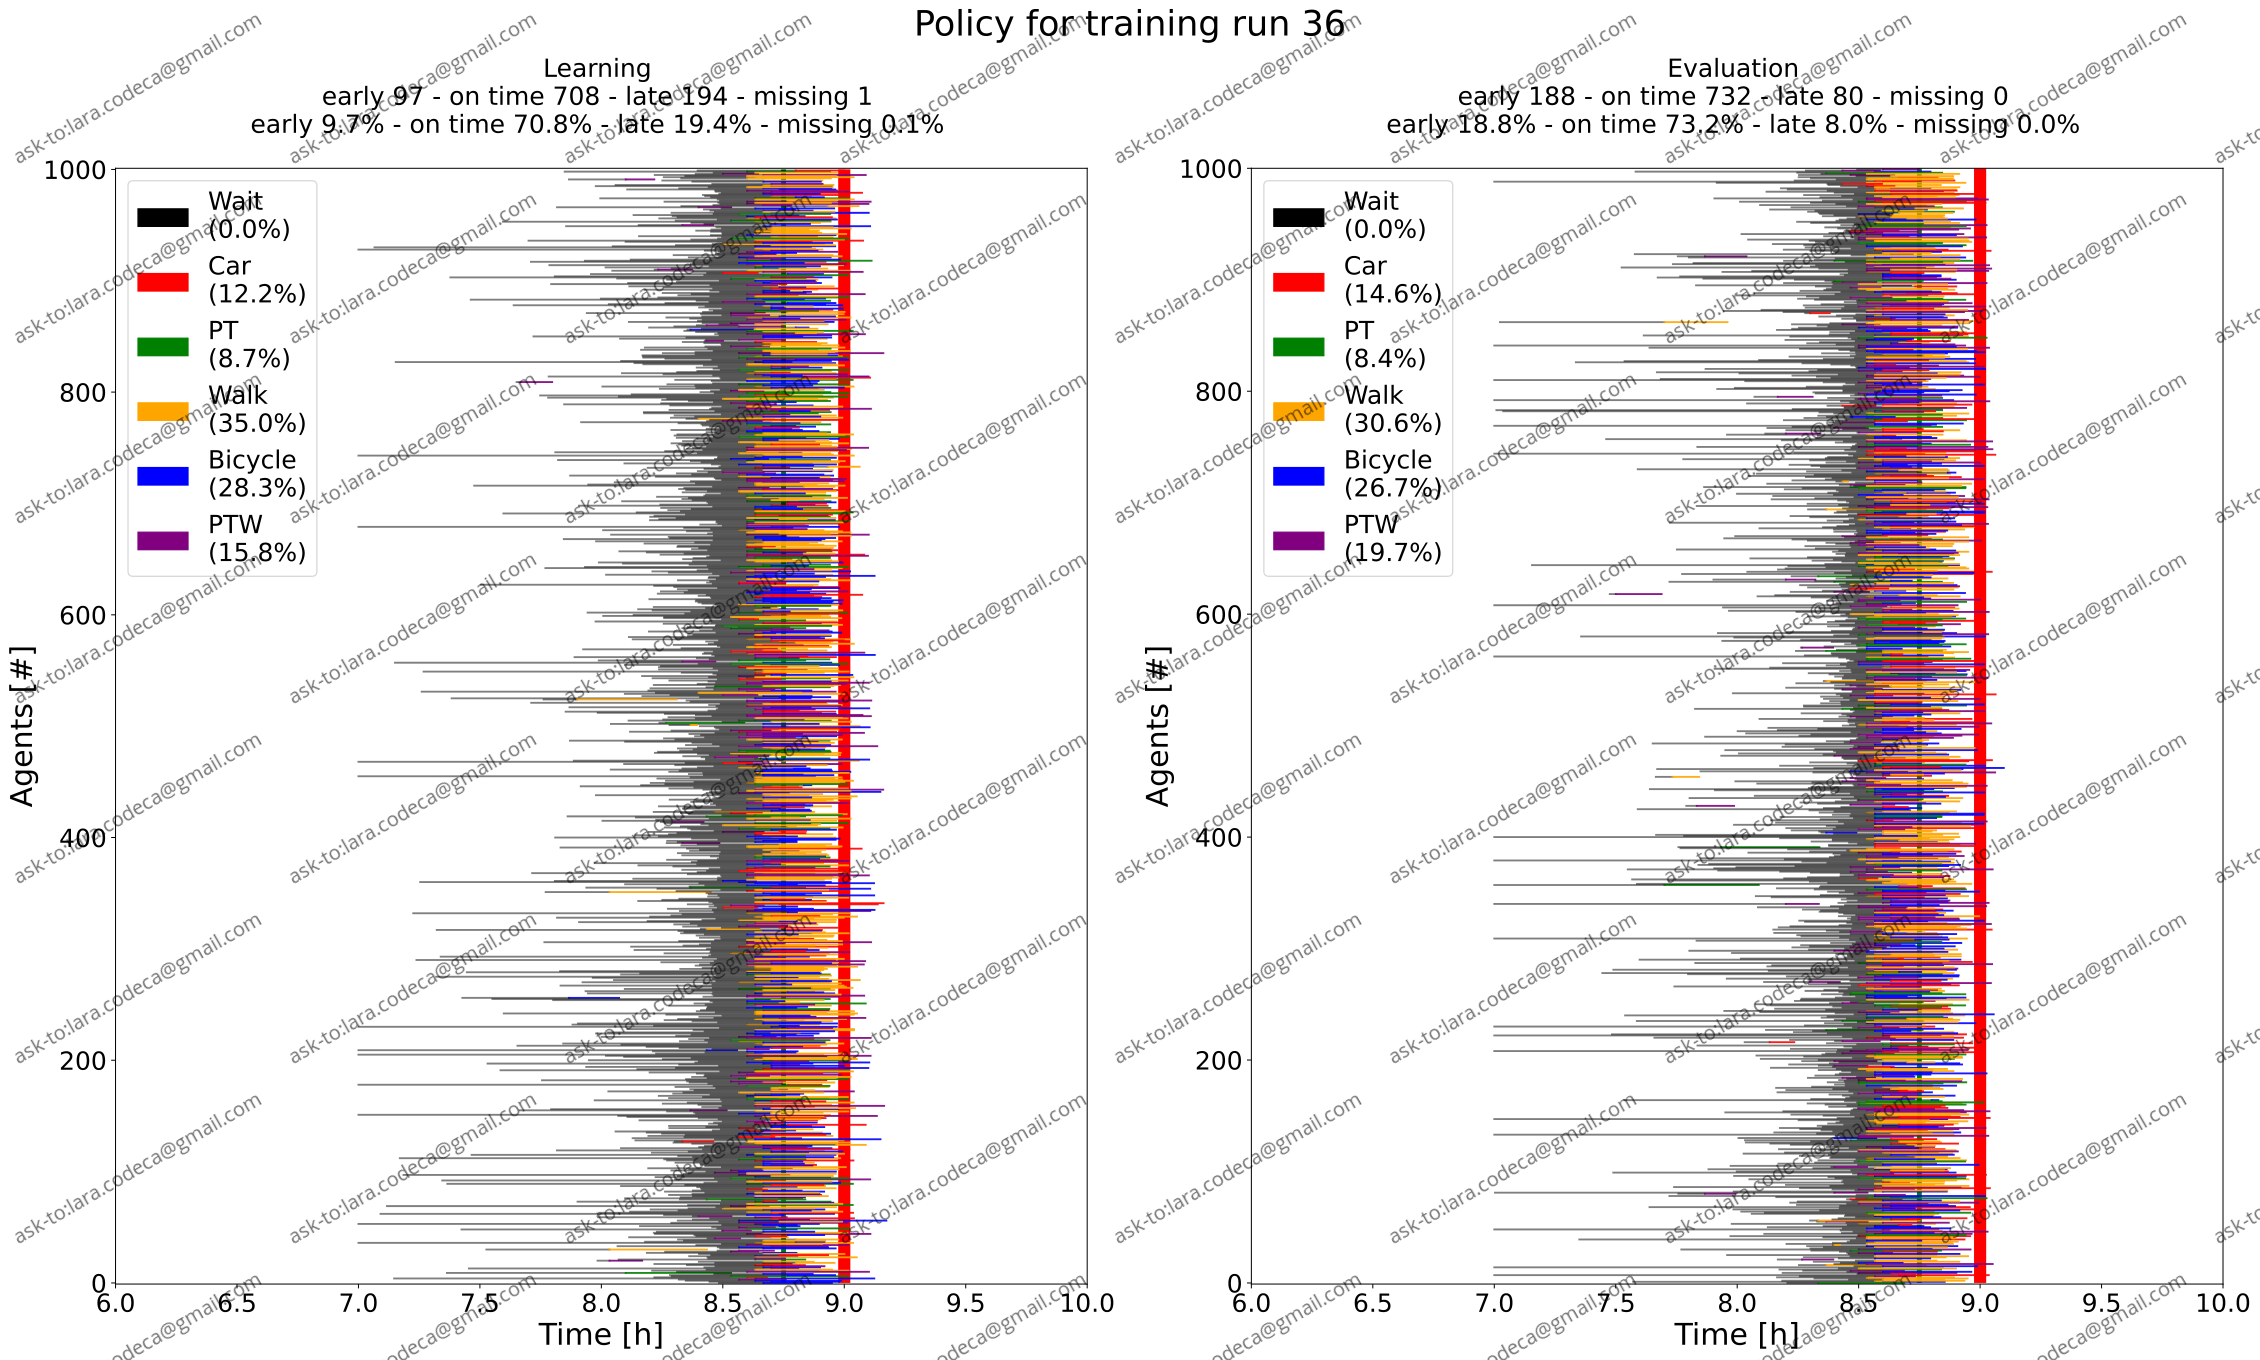 Policy for training run 36
Learning
early 97 - on time 708 - late 194 - missing 1
early 9.7% - on time 70.8% - late 19.4% - missing 0.1%
1000
800
600
400
200
0
Agents [#]
Wait
(0.0%)
Car
(12.2%)
PT
(8.7%)
Walk
(35.0%)
Bicycle
(28.3%)
PTW
(15.8%)
6.0 6.5 7.0 7.5 8.0 8.5 9.0 9.5 10.0
Time [h]
Evaluation
early 188 - on time 732 - late 80 - missing 0
early 18.8% - on time 73.2% - late 8.0% - missing 0.0%
1000
800
600
400
200
0
Agents [#]
Wait
(0.0%)
Car
(14.6%)
PT
(8.4%)
Walk
(30.6%)
Bicycle
(26.7%)
PTW
(19.7%)
6.0 6.5 7.0 7.5 8.0 8.5 9.0 9.5 10.0
Time [h]
ask-to:lara.codeca@gmail.com